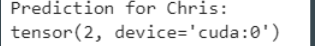 Prediction for Chris:
tensor(2, device='cuda:0')